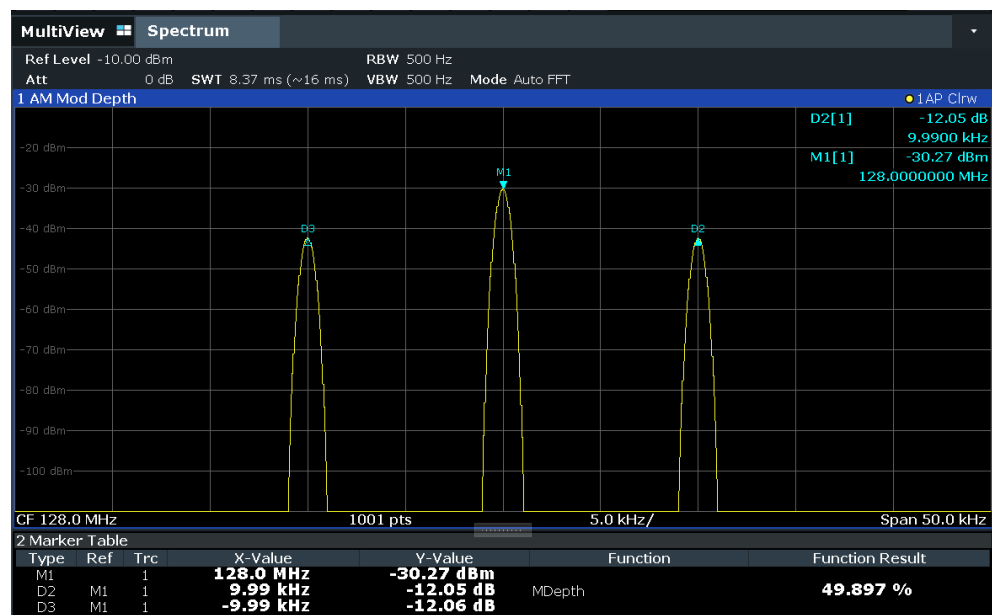 MultiView Spectrum
Ref Level -10.00 dBm RBW 500 Hz
Att 0 dB SWT 8.37 ms (~16 ms) VBW 500 Hz Mode Auto FFT
1 AM Mod Depth 1AP Clrw
D2[1] -12.05 dB
9.9900 kHz
M1[1] -30.27 dBm
128.0000000 MHz
-20 dBm
M1
-30 dBm
D3 D2
-40 dBm
-50 dBm
-60 dBm
-70 dBm
-80 dBm
-90 dBm
-100 dBm
CF 128.0 MHz 1001 pts 5.0 kHz/ Span 50.0 kHz
2 Marker Table
Type Ref Trc X-Value Y-Value Function Function Result
M1 1 128.0 MHz -30.27 dBm
D2 M1 1 9.99 kHz -12.05 dB MDepth 49.897 %
D3 M1 1 -9.99 kHz -12.06 dB